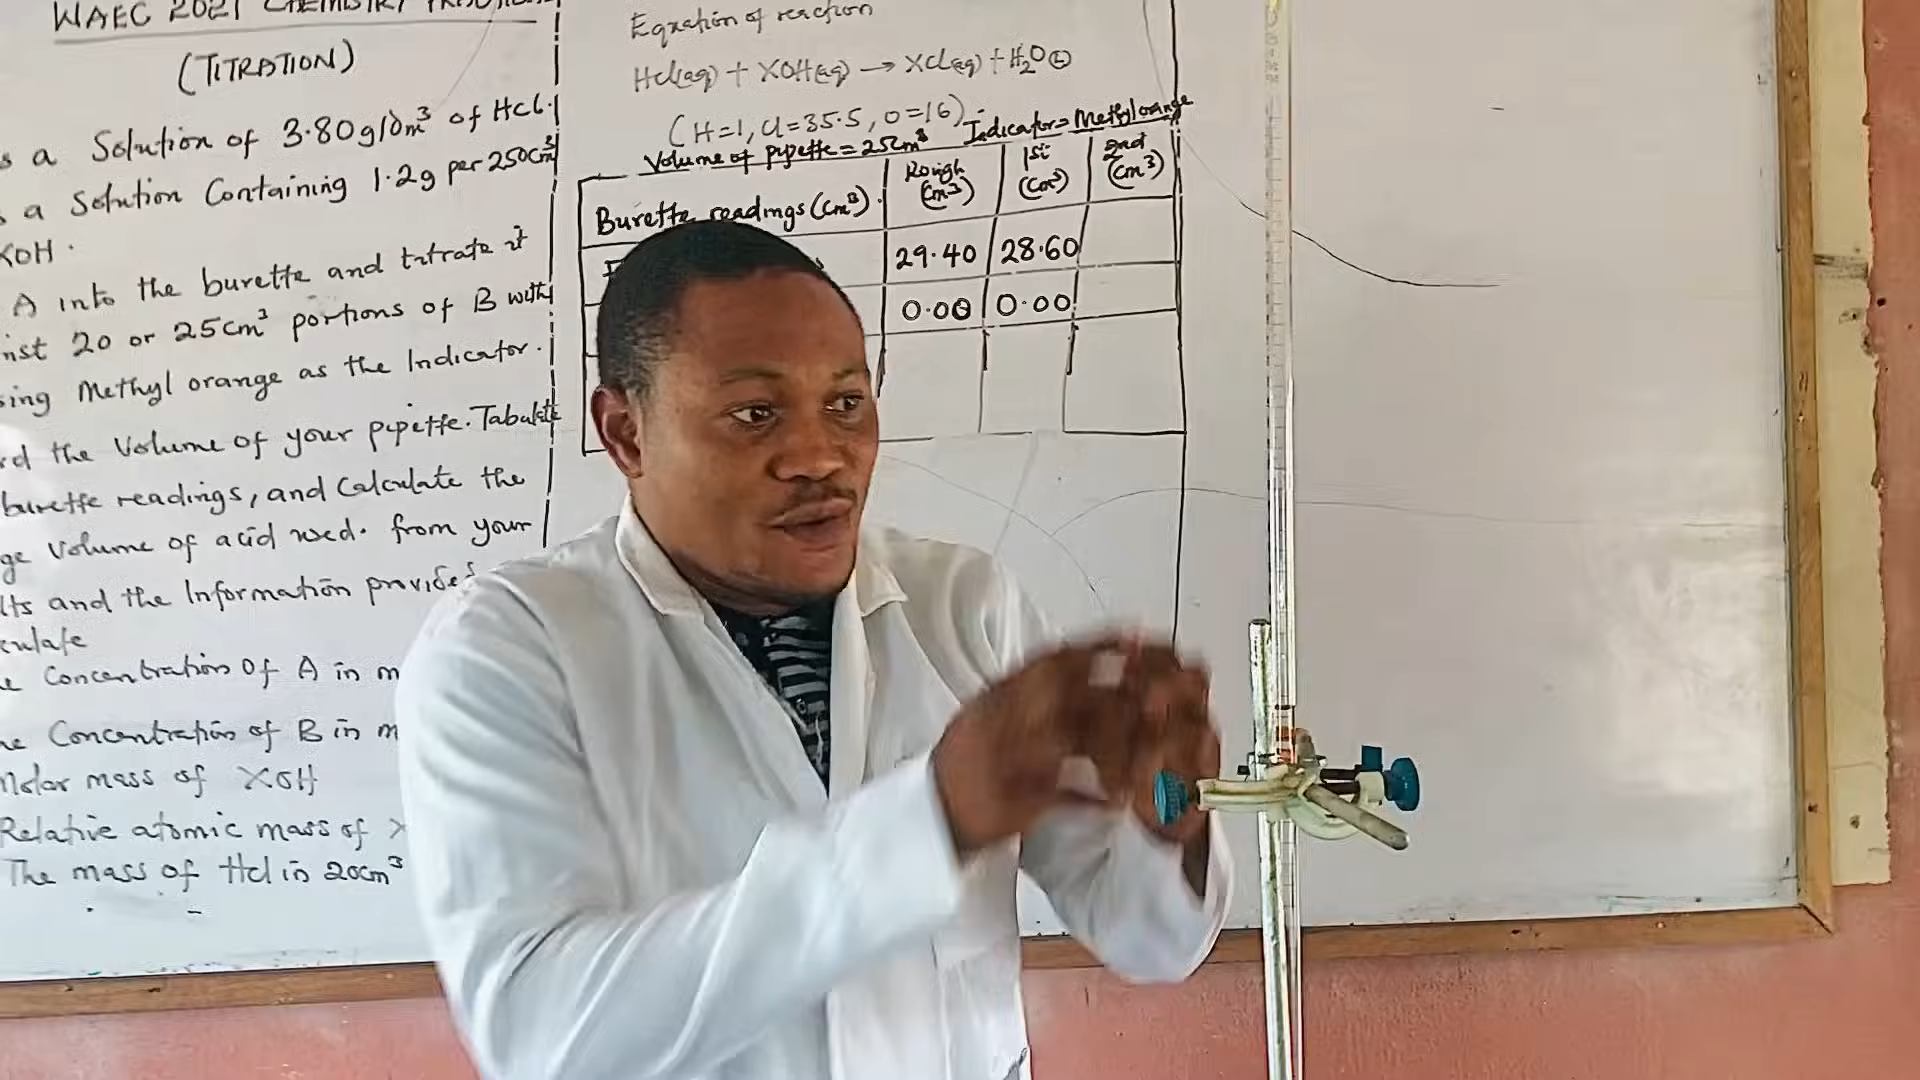 WAEC 2021 CHEMISTRY
(TITRATION)
a Solution of 3.80g/dm³ of HCl.
a Solution Containing 1.2g per 250cm³
XOH.
A into the burette and titrate it
20 or 25cm³ portions of B with
Methyl orange as the Indicator.
the Volume of your pipette. Tabulate
burette readings, and Calculate the
Volume of acid used. from your
and the Information provided
Concentration Of A in
Concentration of B in
Molar mass of XOH
Relative atomic mass of X
The mass of HCl in 20cm³
Equation of reaction
HCl(aq) + XOH(aq) → XCl(aq) + H₂O(L)
(H=1, Cl=35.5, O=16)
Indicator = Methyl orange
Volume of pipette = 25cm³
Burette readings (cm³) Rough (cm³) 1st (cm³) 2nd (cm³)
29.40 28.60
0.00 0.00